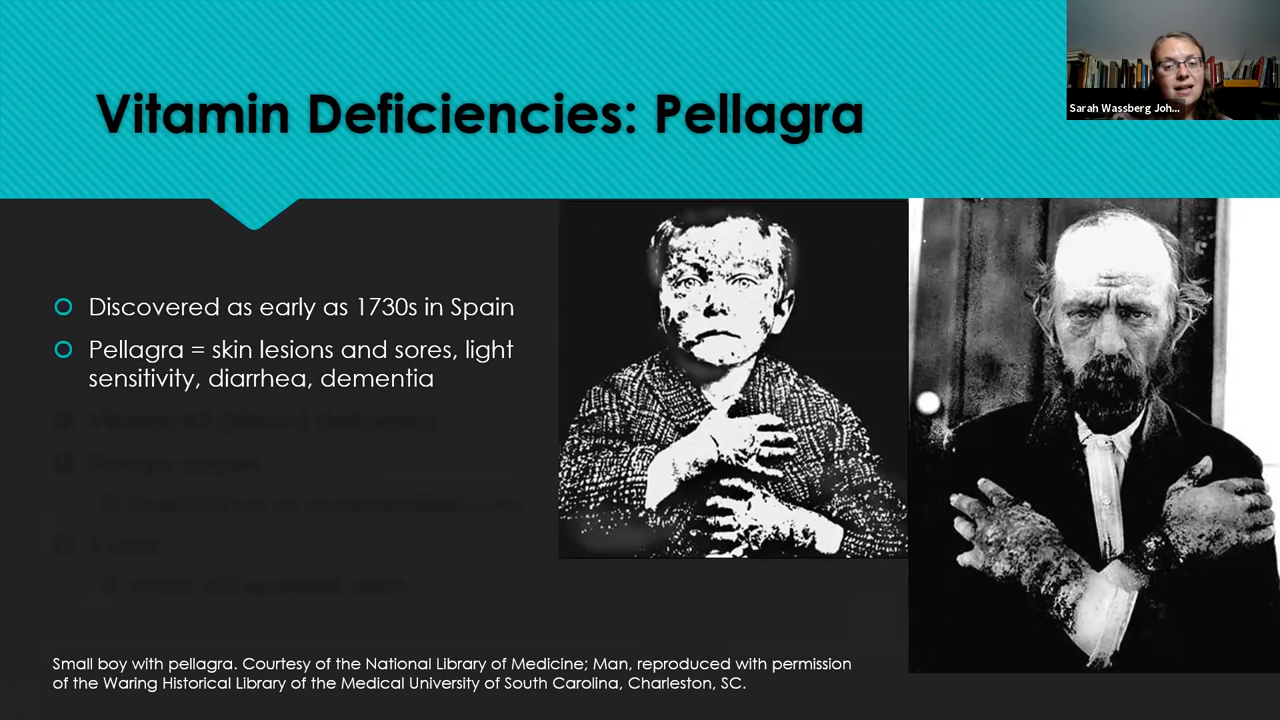 Vitamin Deficiencies: Pellagra
Sarah Wassberg Joh...
Discovered as early as 1730s in Spain
Pellagra = skin lesions and sores, light
sensitivity, diarrhea, dementia
Small boy with pellagra. Courtesy of the National Library of Medicine; Man, reproduced with permission
of the Waring Historical Library of the Medical University of South Carolina, Charleston, SC.